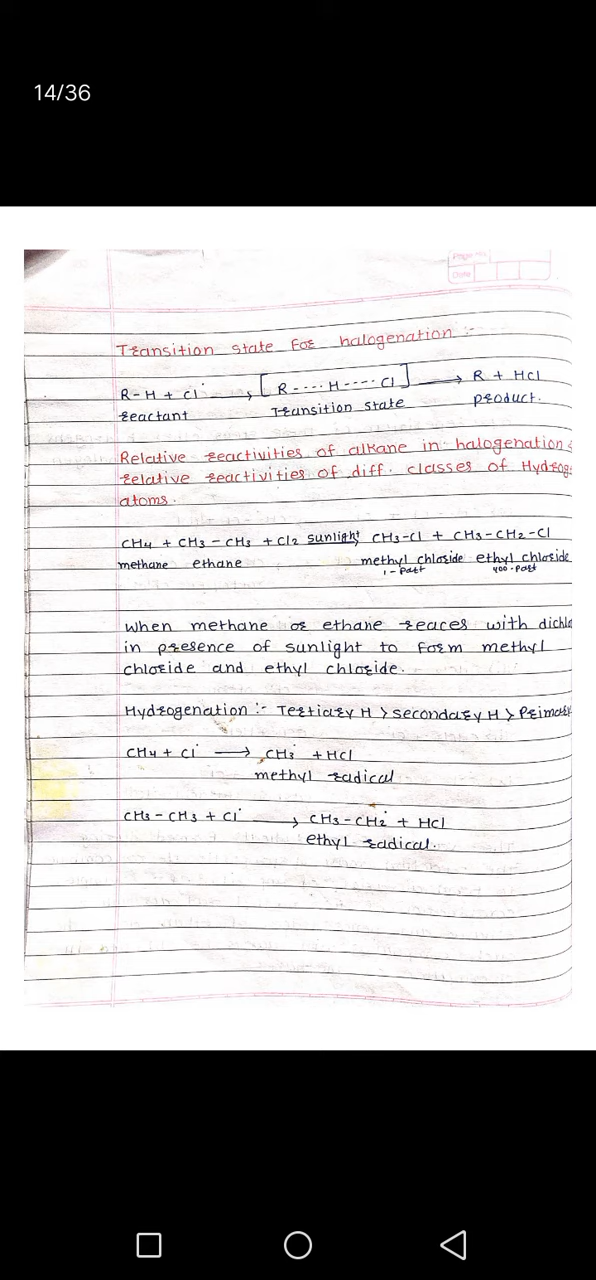 14/36
Page No.
Date
Transition state for halogenation :-
R-H + Cl˙ → [R----H----Cl] → R + HCl
reactant Transition state product.
Relative reactivities of alkane in halogenation &
relative reactivities of diff. classes of Hydrog
atoms.
CH4 + CH3-CH3 + Cl2 sunlight CH3-Cl + CH3-CH2-Cl
methane ethane methyl chloride ethyl chloride
1-part 400-part
when methane or ethane reaces with dichlo
in presence of sunlight to form methyl
chloride and ethyl chloride.
Hydrogenation :- Tertiary H > secondary H > Primary
CH4 + Cl˙ → CH3˙ + HCl
methyl radical
CH3-CH3 + Cl˙ → CH3-CH2˙ + HCl
ethyl radical.